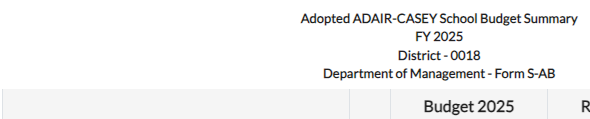 Adopted ADAIR-CASEY School Budget Summary
FY 2025
District - 0018
Department of Management - Form S-AB
Budget 2025 R